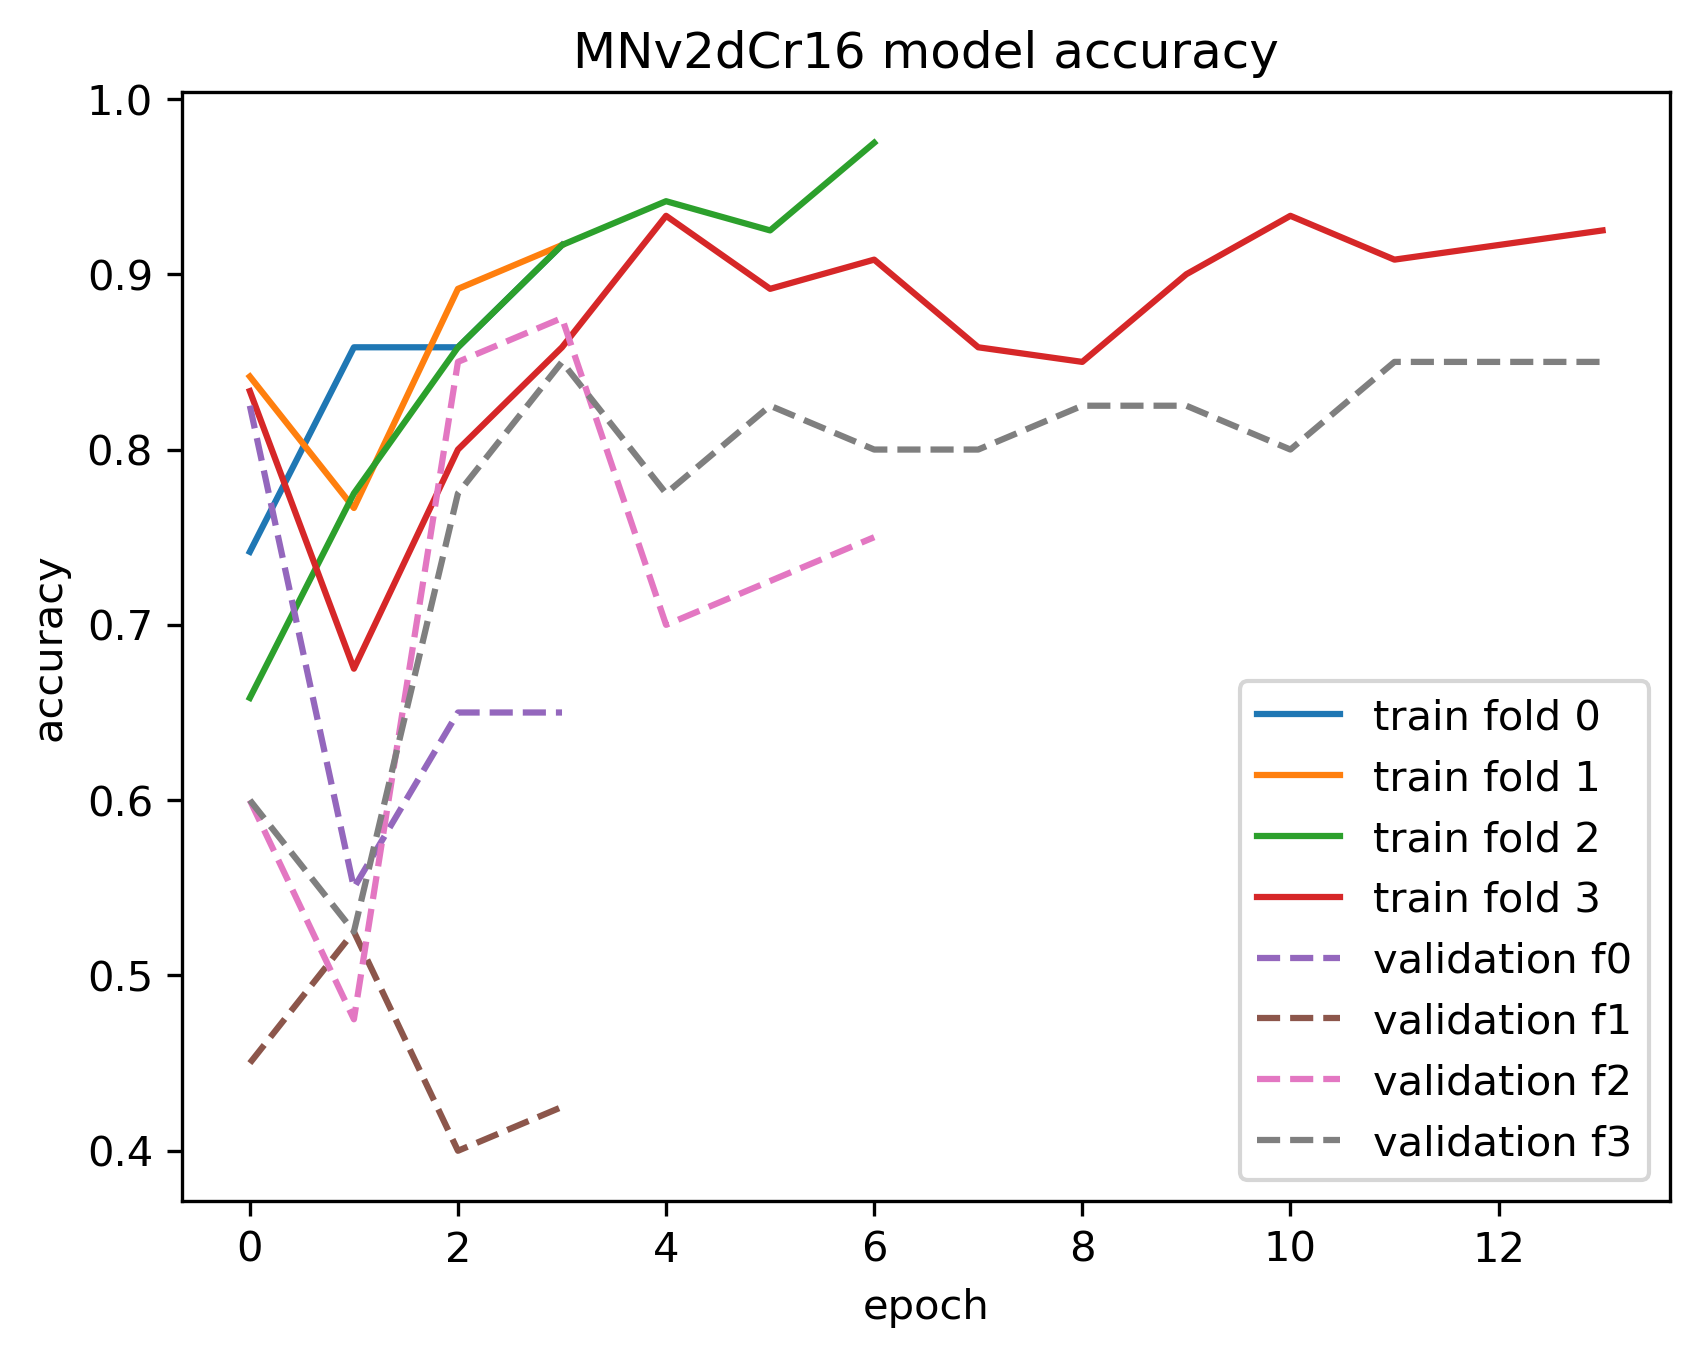 MNv2dCr16 model accuracy
1.0
0.9
0.8
0.7
0.6
0.5
0.4
accuracy
train fold 0
train fold 1
train fold 2
train fold 3
validation f0
validation f1
validation f2
validation f3
0 2 4 6 8 10 12
epoch